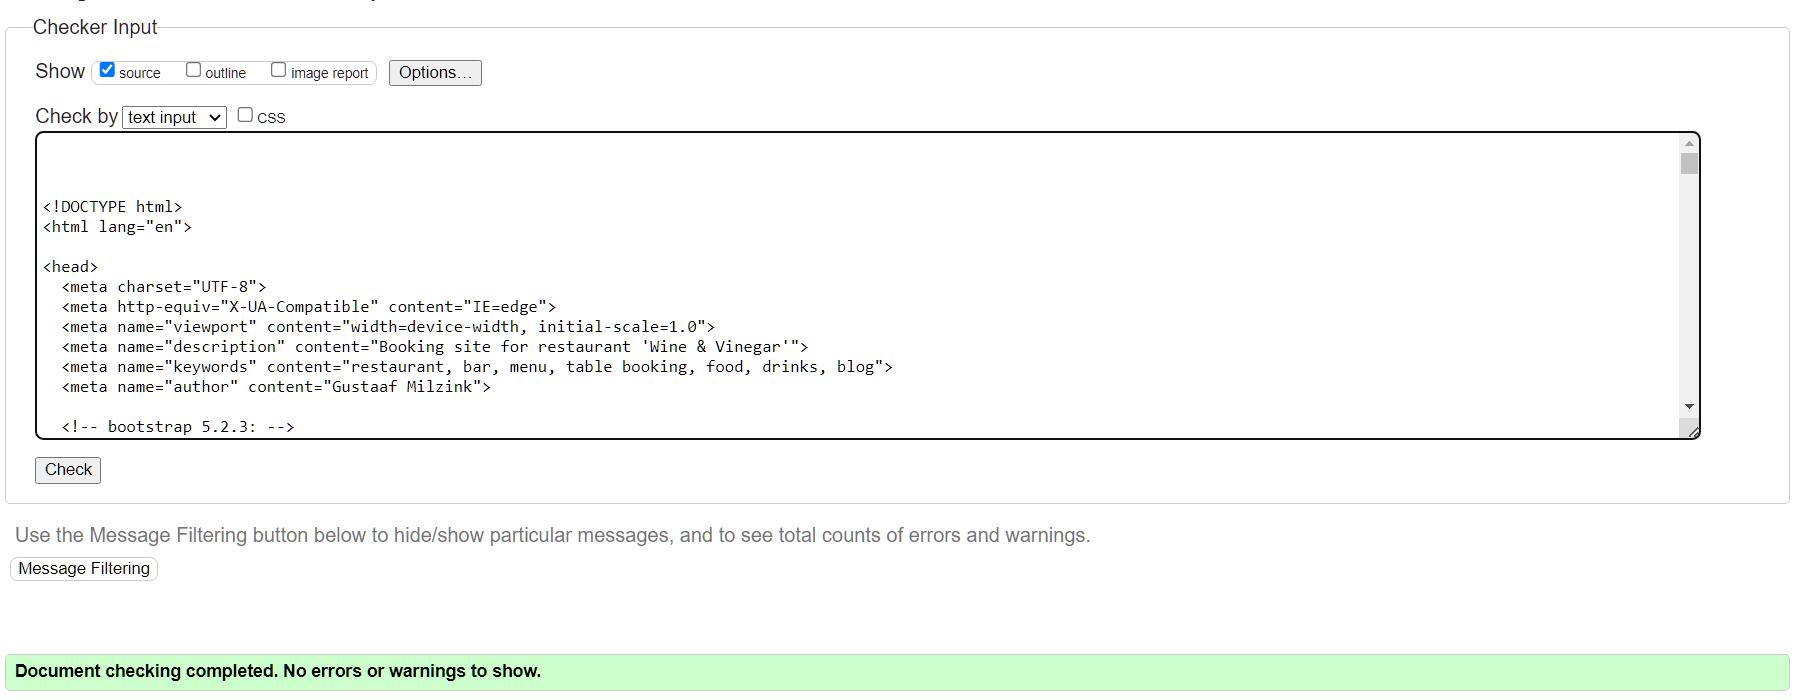 Checker Input
Show source outline image report Options...
Check by text input CSS
<!DOCTYPE html>
<html lang="en">
<head>
<meta charset="UTF-8">
<meta http-equiv="X-UA-Compatible" content="IE=edge">
<meta name="viewport" content="width=device-width, initial-scale=1.0">
<meta name="description" content="Booking site for restaurant 'Wine & Vinegar'">
<meta name="keywords" content="restaurant, bar, menu, table booking, food, drinks, blog">
<meta name="author" content="Gustaaf Milzink">
<!-- bootstrap 5.2.3: -->
Check
Use the Message Filtering button below to hide/show particular messages, and to see total counts of errors and warnings.
Message Filtering
Document checking completed. No errors or warnings to show.